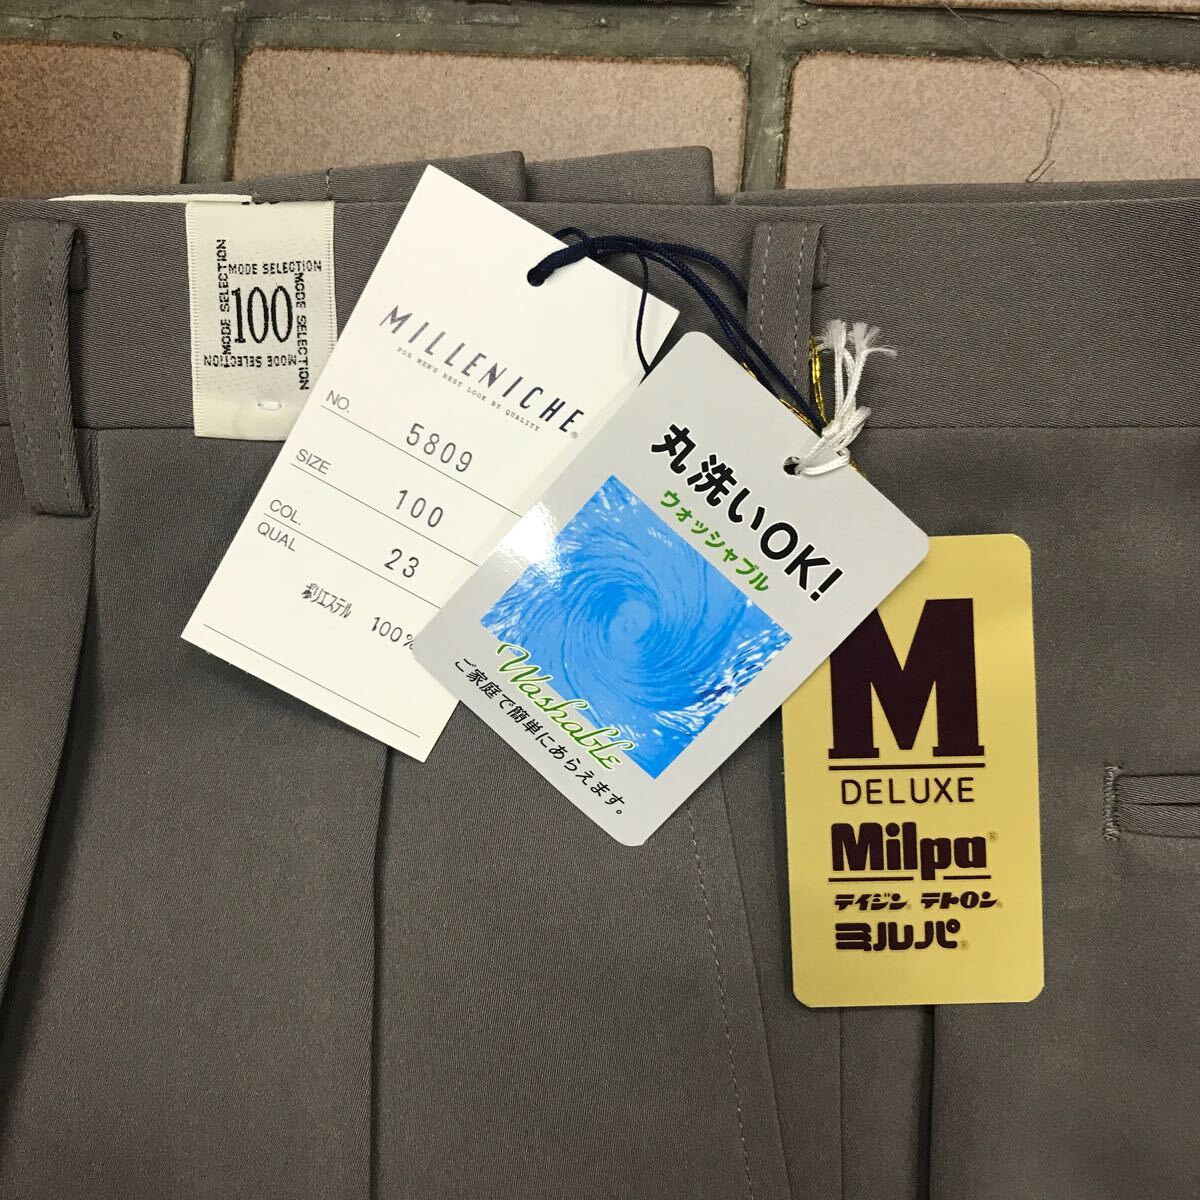 MODE SELECTION
MODE SELECTION
100
MODE SELECTION
MODE SELECTION
MILLENICHE®
FOR MEN'S BEST LOOK BY QUALITY
NO. 5809
SIZE 100
COL. 23
QUAL
ポリエステル 100%
丸洗いOK!
ウォッシャブル
Washable
ご家庭で簡単にあらえます。
M
DELUXE
Milpa®
テイジン テトロン
ミルパ®